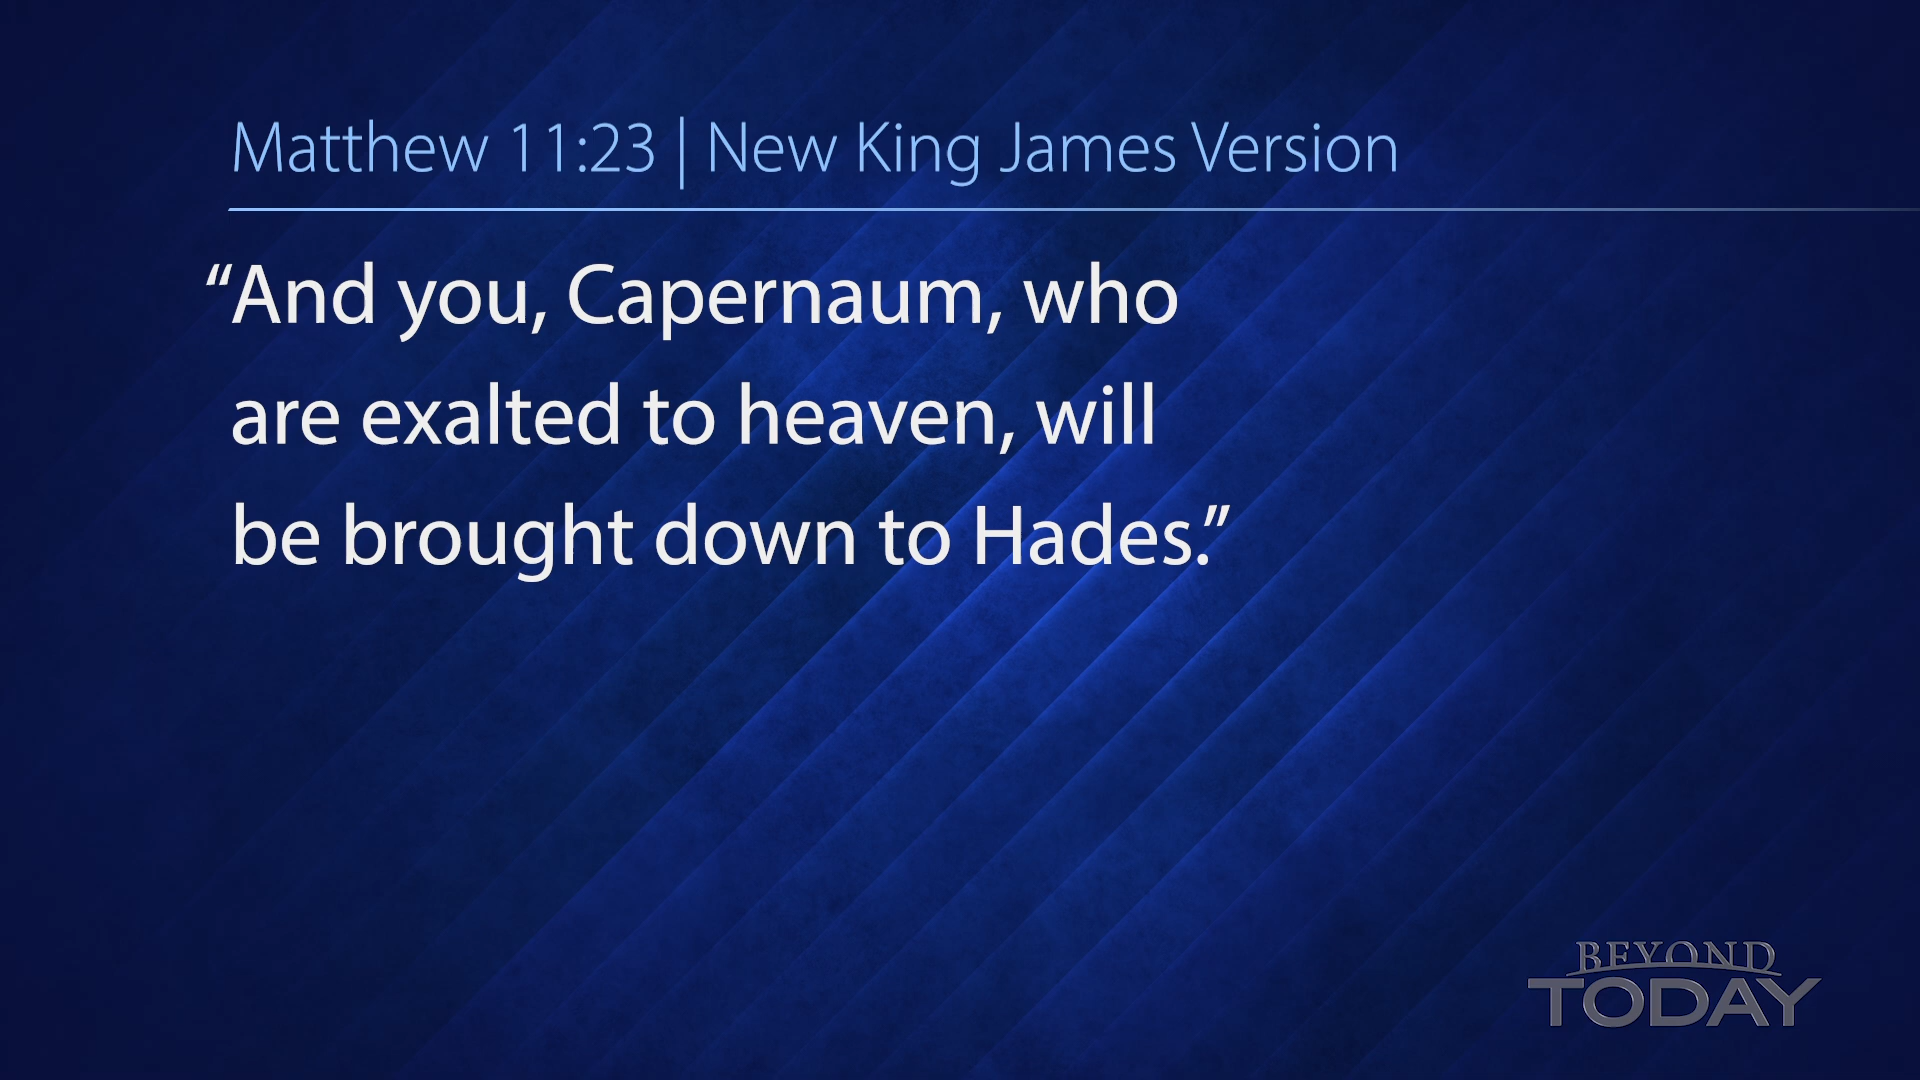 Matthew 11:23 | New King James Version
“And you, Capernaum, who
are exalted to heaven, will
be brought down to Hades.”
BEYOND
TODAY